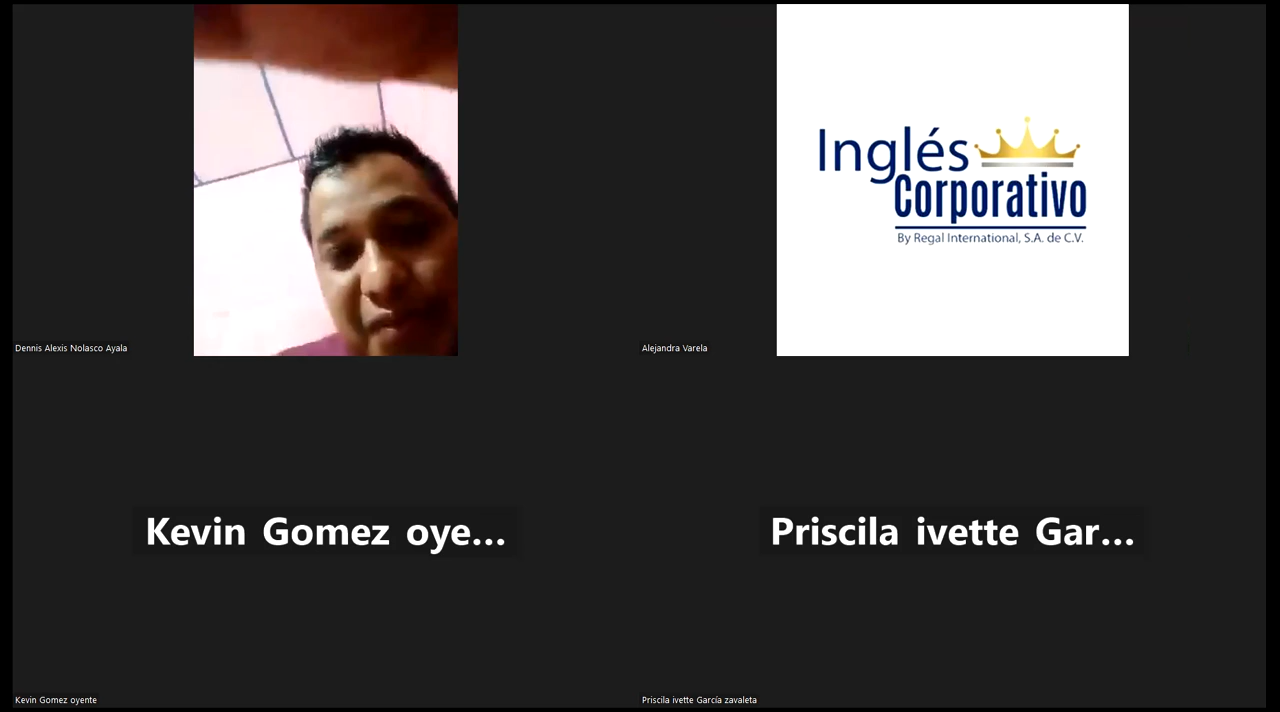 Inglés
Corporativo
By Regal International, S.A. de C.V.
Dennis Alexis Nolasco Ayala
Alejandra Varela
Kevin Gomez oye...
Priscila ivette Gar...
Kevin Gomez oyente
Priscila ivette García zavaleta